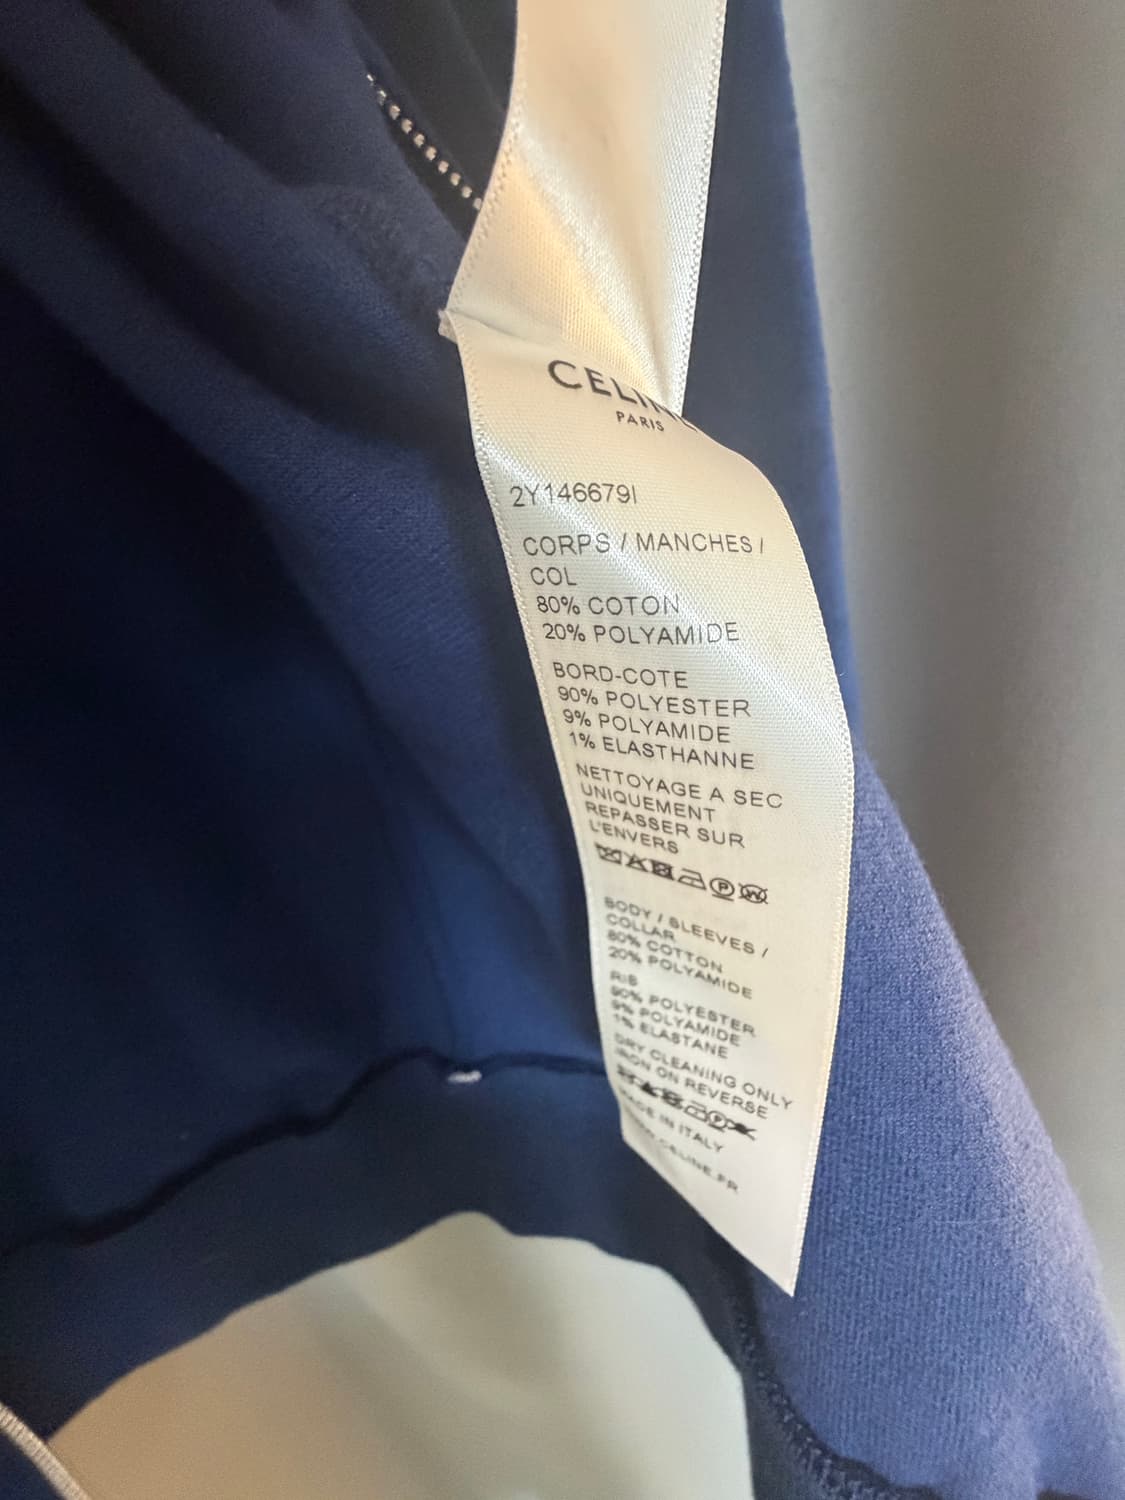 CELINE
PARIS
2Y146679I
CORPS / MANCHES /
COL
80% COTON
20% POLYAMIDE
BORD-COTE
90% POLYESTER
9% POLYAMIDE
1% ELASTHANNE
NETTOYAGE A SEC
UNIQUEMENT
REPASSER SUR
L'ENVERS
P W
BODY / SLEEVES /
COLLAR
80% COTTON
20% POLYAMIDE
RIB
90% POLYESTER
9% POLYAMIDE
1% ELASTANE
DRY CLEANING ONLY
IRON ON REVERSE
P
MADE IN ITALY
WWW.CELINE.FR